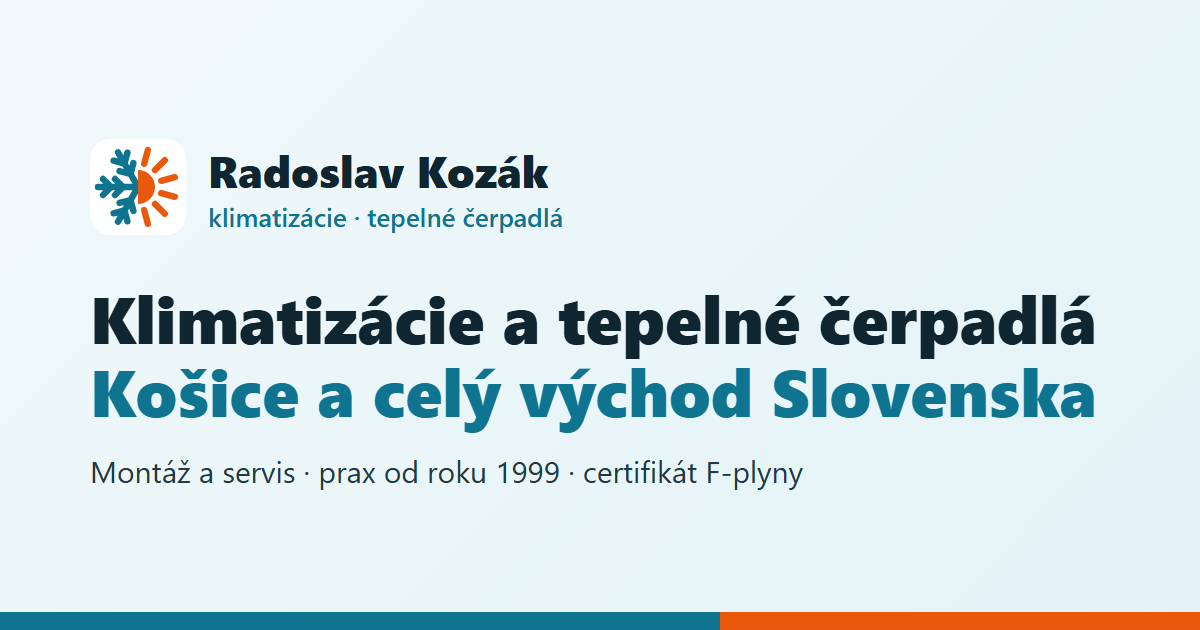 Radoslav Kozák
klimatizácie · tepelné čerpadlá
Klimatizácie a tepelné čerpadlá
Košice a celý východ Slovenska
Montáž a servis · prax od roku 1999 · certifikát F-plyny